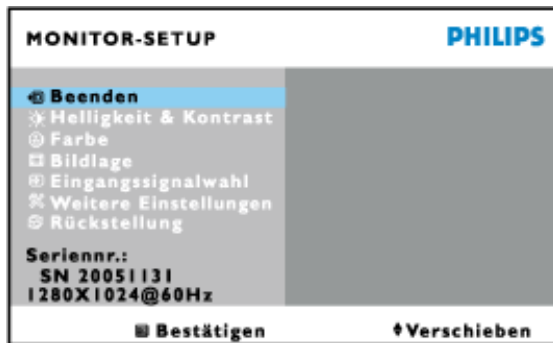 MONITOR-SETUP PHILIPS
Beenden
Helligkeit & Kontrast
Farbe
Bildlage
Eingangssignalwahl
Weitere Einstellungen
Rückstellung
Seriennr.:
SN 20051131
1280X1024@60Hz
Bestätigen Verschieben